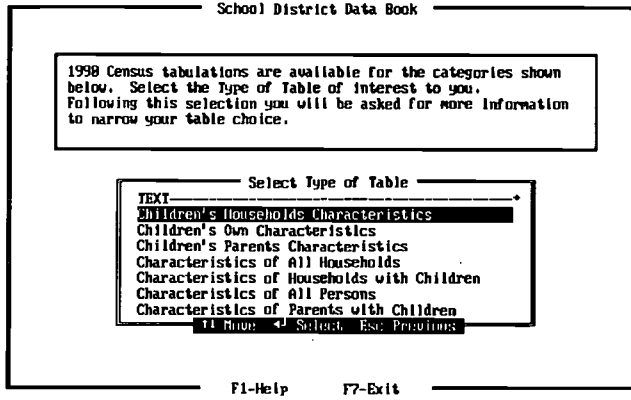 School District Data Book
1990 Census tabulations are available for the categories shown
below. Select the Type of Table of interest to you.
Following this selection you will be asked for more information
to narrow your table choice.
Select Type of Table
TEXT
Children's Households Characteristics
Children's Own Characteristics
Children's Parents Characteristics
Characteristics of All Households
Characteristics of Households with Children
Characteristics of All Persons
Characteristics of Parents with Children
↑↓ Move ↵ Select Esc Previous
F1-Help F7-Exit